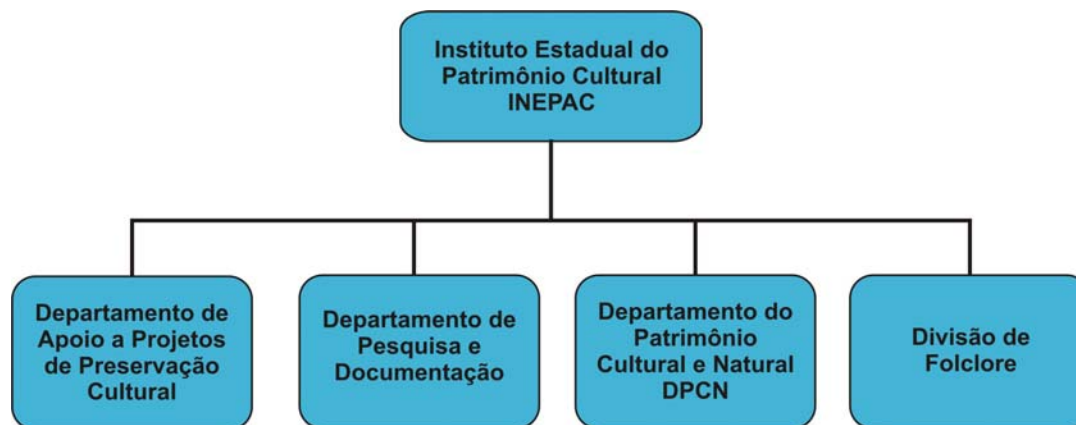 Instituto Estadual do
Patrimônio Cultural
INEPAC
Departamento de
Apoio a Projetos
de Preservação
Cultural
Departamento de
Pesquisa e
Documentação
Departamento do
Patrimônio
Cultural e Natural
DPCN
Divisão de
Folclore